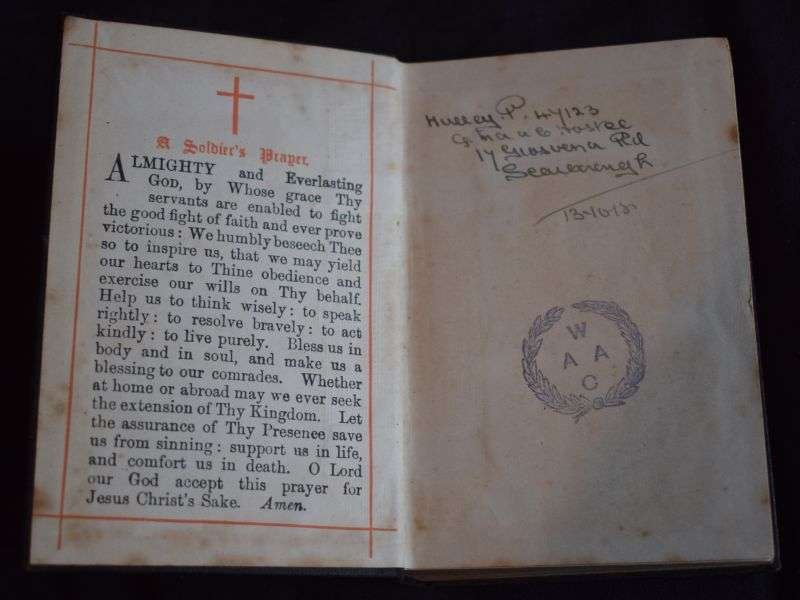 A Soldier's Prayer.
ALMIGHTY and Everlasting
GOD, by Whose grace Thy
servants are enabled to fight
the good fight of faith and ever prove
victorious: We humbly beseech Thee
so to inspire us, that we may yield
our hearts to Thine obedience and
exercise our wills on Thy behalf.
Help us to think wisely: to speak
rightly: to resolve bravely: to act
kindly: to live purely. Bless us in
body and in soul, and make us a
blessing to our comrades. Whether
at home or abroad may we ever seek
the extension of Thy Kingdom. Let
the assurance of Thy Presence save
us from sinning: support us in life,
and comfort us in death. O Lord
our God accept this prayer for
Jesus Christ's Sake. Amen.
P. 47123
17 Rd
W
A A
C